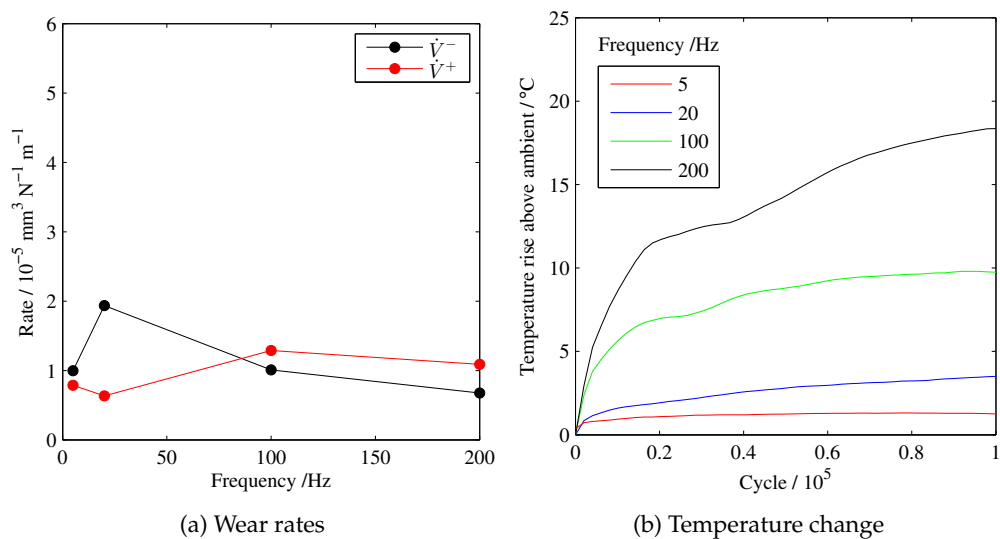 6
5
4
3
2
1
0
Rate / 10⁻⁵ mm³ N⁻¹ m⁻¹
0 50 100 150 200
Frequency /Hz
V̇⁻
V̇⁺
(a) Wear rates
25
20
15
10
5
0
Temperature rise above ambient / °C
0 0.2 0.4 0.6 0.8 1
Cycle / 10⁵
Frequency /Hz
5
20
100
200
(b) Temperature change